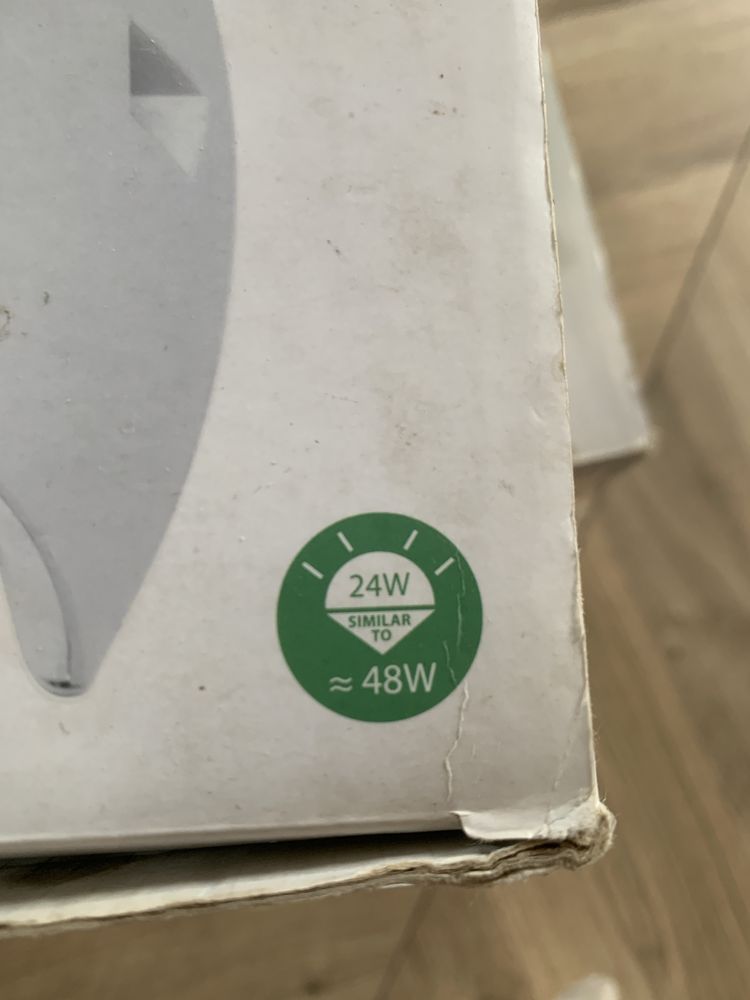 24W
SIMILAR
TO
≈ 48W